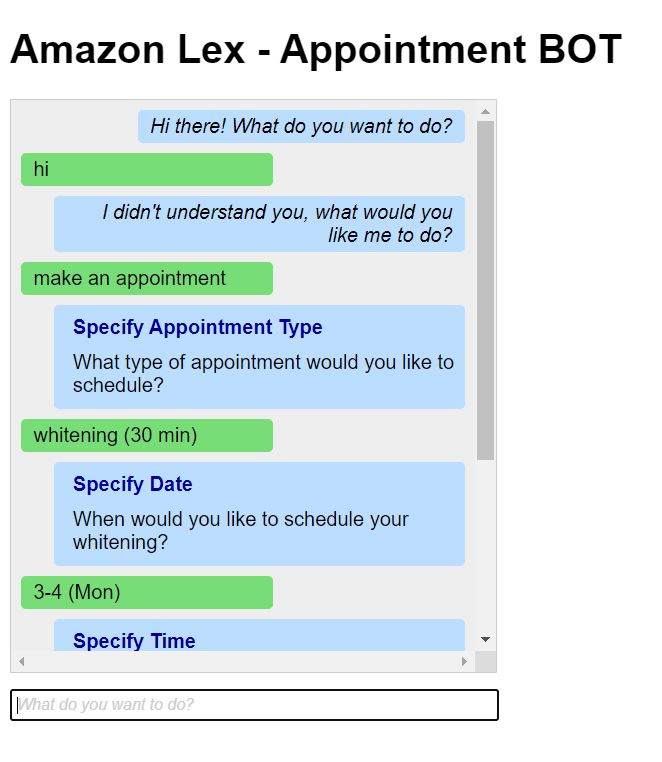 Amazon Lex - Appointment BOT
Hi there! What do you want to do?
hi
I didn't understand you, what would you
like me to do?
make an appointment
Specify Appointment Type
What type of appointment would you like to
schedule?
whitening (30 min)
Specify Date
When would you like to schedule your
whitening?
3-4 (Mon)
Specify Time
What do you want to do?